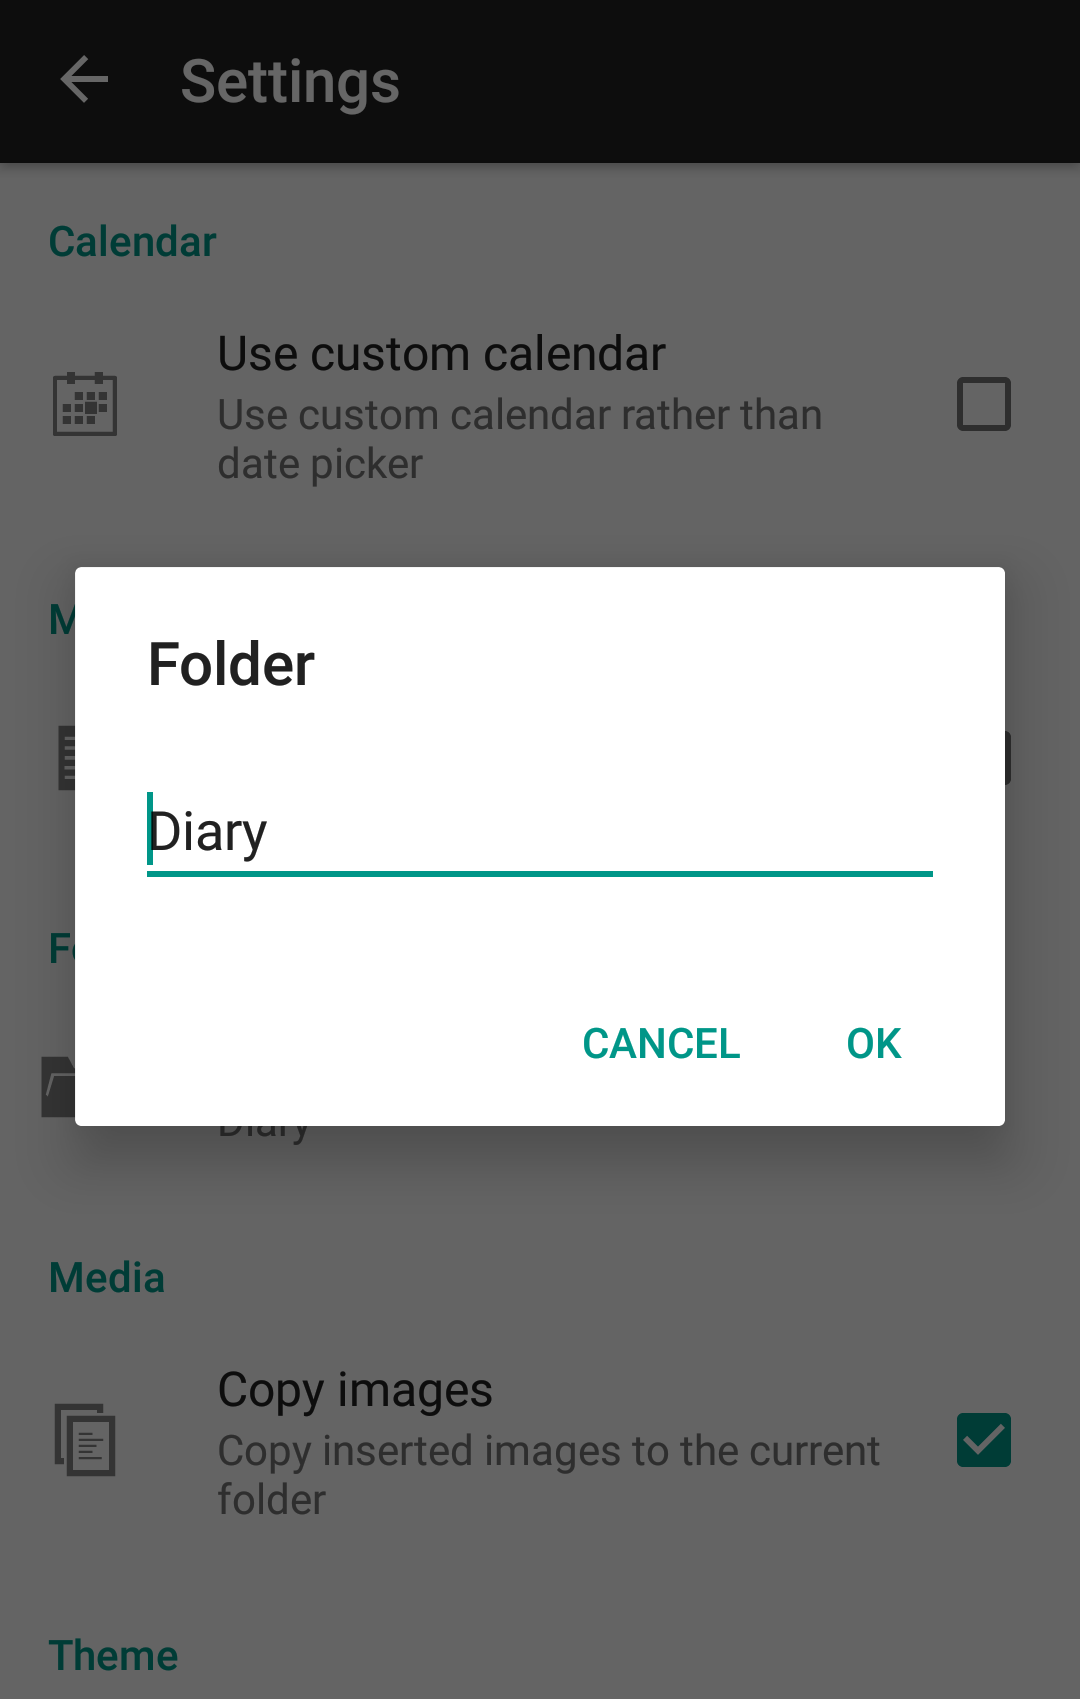 Settings
Calendar
Use custom calendar
Use custom calendar rather than
date picker
Folder
Diary
CANCEL
OK
Diary
Media
Copy images
Copy inserted images to the current
folder
Theme